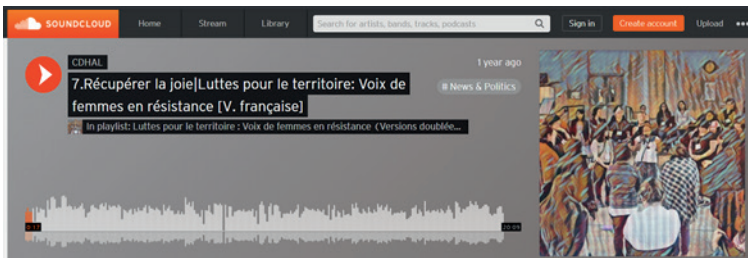 SOUNDCLOUD Home Stream Library Search for artists, bands, tracks, podcasts Sign in Create account Upload
CDHAL
1 year ago
7.Récupérer la joie|Luttes pour le territoire: Voix de
femmes en résistance [V. française]
# News & Politics
In playlist: Luttes pour le territoire : Voix de femmes en résistance (Versions doublée...
0:17
20:09